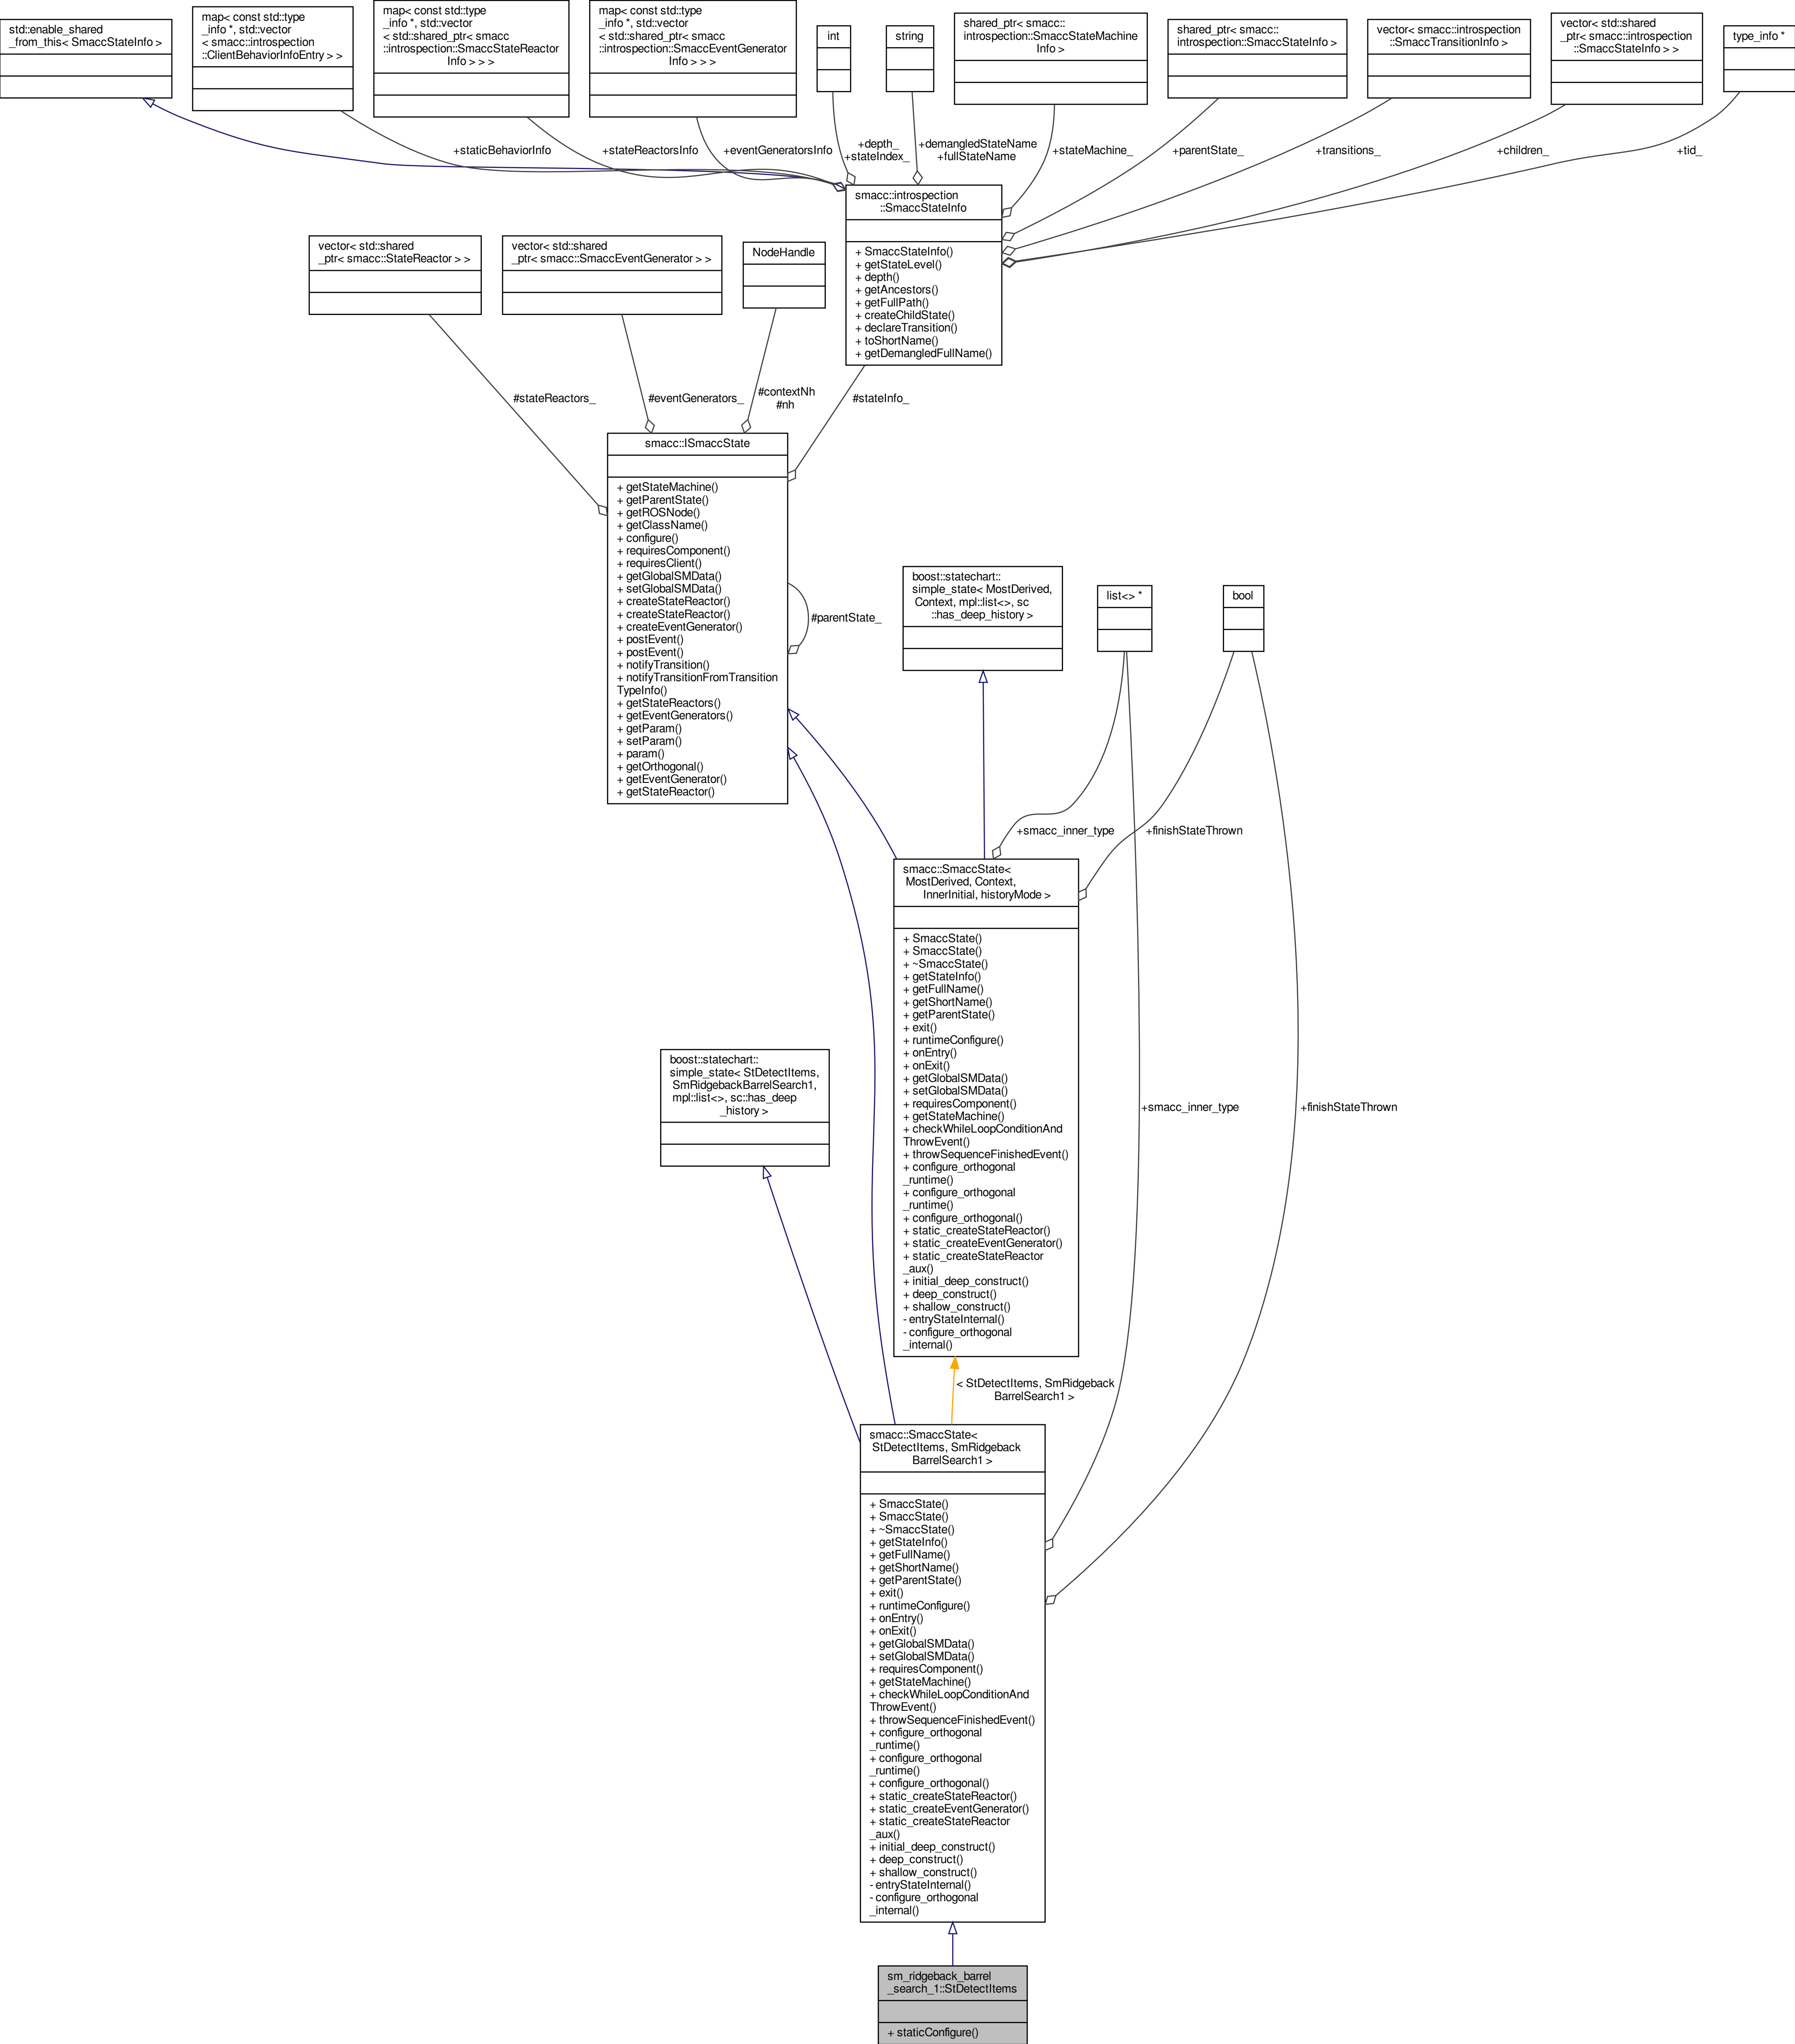 std::enable_shared
_from_this< SmaccStateInfo >
map< const std::type
_info *, std::vector
< smacc::introspection
::ClientBehaviorInfoEntry > >
map< const std::type
_info *, std::vector
< std::shared_ptr< smacc
::introspection::SmaccStateReactor
Info > > >
map< const std::type
_info *, std::vector
< std::shared_ptr< smacc
::introspection::SmaccEventGenerator
Info > > >
int
string
shared_ptr< smacc::
introspection::SmaccStateMachine
Info >
shared_ptr< smacc::
introspection::SmaccStateInfo >
vector< smacc::introspection
::SmaccTransitionInfo >
vector< std::shared
_ptr< smacc::introspection
::SmaccStateInfo > >
type_info *
+staticBehaviorInfo
+stateReactorsInfo
+eventGeneratorsInfo
+depth_
+stateIndex_
+demangledStateName
+fullStateName
+stateMachine_
+parentState_
+transitions_
+children_
+tid_
smacc::introspection
::SmaccStateInfo
+ SmaccStateInfo()
+ getStateLevel()
+ depth()
+ getAncestors()
+ getFullPath()
+ createChildState()
+ declareTransition()
+ toShortName()
+ getDemangledFullName()
vector< std::shared
_ptr< smacc::StateReactor > >
vector< std::shared
_ptr< smacc::SmaccEventGenerator > >
NodeHandle
#stateReactors_
#eventGenerators_
#contextNh
#nh
#stateInfo_
smacc::ISmaccState
+ getStateMachine()
+ getParentState()
+ getROSNode()
+ getClassName()
+ configure()
+ requiresComponent()
+ requiresClient()
+ getGlobalSMData()
+ setGlobalSMData()
+ createStateReactor()
+ createStateReactor()
+ createEventGenerator()
+ postEvent()
+ postEvent()
+ notifyTransition()
+ notifyTransitionFromTransition
TypeInfo()
+ getStateReactors()
+ getEventGenerators()
+ getParam()
+ setParam()
+ param()
+ getOrthogonal()
+ getEventGenerator()
+ getStateReactor()
#parentState_
boost::statechart::
simple_state< MostDerived,
Context, mpl::list<>, sc
::has_deep_history >
list<> *
bool
+smacc_inner_type
+finishStateThrown
smacc::SmaccState<
MostDerived, Context,
InnerInitial, historyMode >
+ SmaccState()
+ SmaccState()
+ ~SmaccState()
+ getStateInfo()
+ getFullName()
+ getShortName()
+ getParentState()
+ exit()
+ runtimeConfigure()
+ onEntry()
+ onExit()
+ getGlobalSMData()
+ setGlobalSMData()
+ requiresComponent()
+ getStateMachine()
+ checkWhileLoopConditionAnd
ThrowEvent()
+ throwSequenceFinishedEvent()
+ configure_orthogonal
_runtime()
+ configure_orthogonal
_runtime()
+ configure_orthogonal()
+ static_createStateReactor()
+ static_createEventGenerator()
+ static_createStateReactor
_aux()
+ initial_deep_construct()
+ deep_construct()
+ shallow_construct()
- entryStateInternal()
- configure_orthogonal
_internal()
boost::statechart::
simple_state< StDetectItems,
SmRidgebackBarrelSearch1,
mpl::list<>, sc::has_deep
_history >
+smacc_inner_type
+finishStateThrown
< StDetectItems, SmRidgeback
BarrelSearch1 >
smacc::SmaccState<
StDetectItems, SmRidgeback
BarrelSearch1 >
+ SmaccState()
+ SmaccState()
+ ~SmaccState()
+ getStateInfo()
+ getFullName()
+ getShortName()
+ getParentState()
+ exit()
+ runtimeConfigure()
+ onEntry()
+ onExit()
+ getGlobalSMData()
+ setGlobalSMData()
+ requiresComponent()
+ getStateMachine()
+ checkWhileLoopConditionAnd
ThrowEvent()
+ throwSequenceFinishedEvent()
+ configure_orthogonal
_runtime()
+ configure_orthogonal
_runtime()
+ configure_orthogonal()
+ static_createStateReactor()
+ static_createEventGenerator()
+ static_createStateReactor
_aux()
+ initial_deep_construct()
+ deep_construct()
+ shallow_construct()
- entryStateInternal()
- configure_orthogonal
_internal()
sm_ridgeback_barrel
_search_1::StDetectItems
+ staticConfigure()